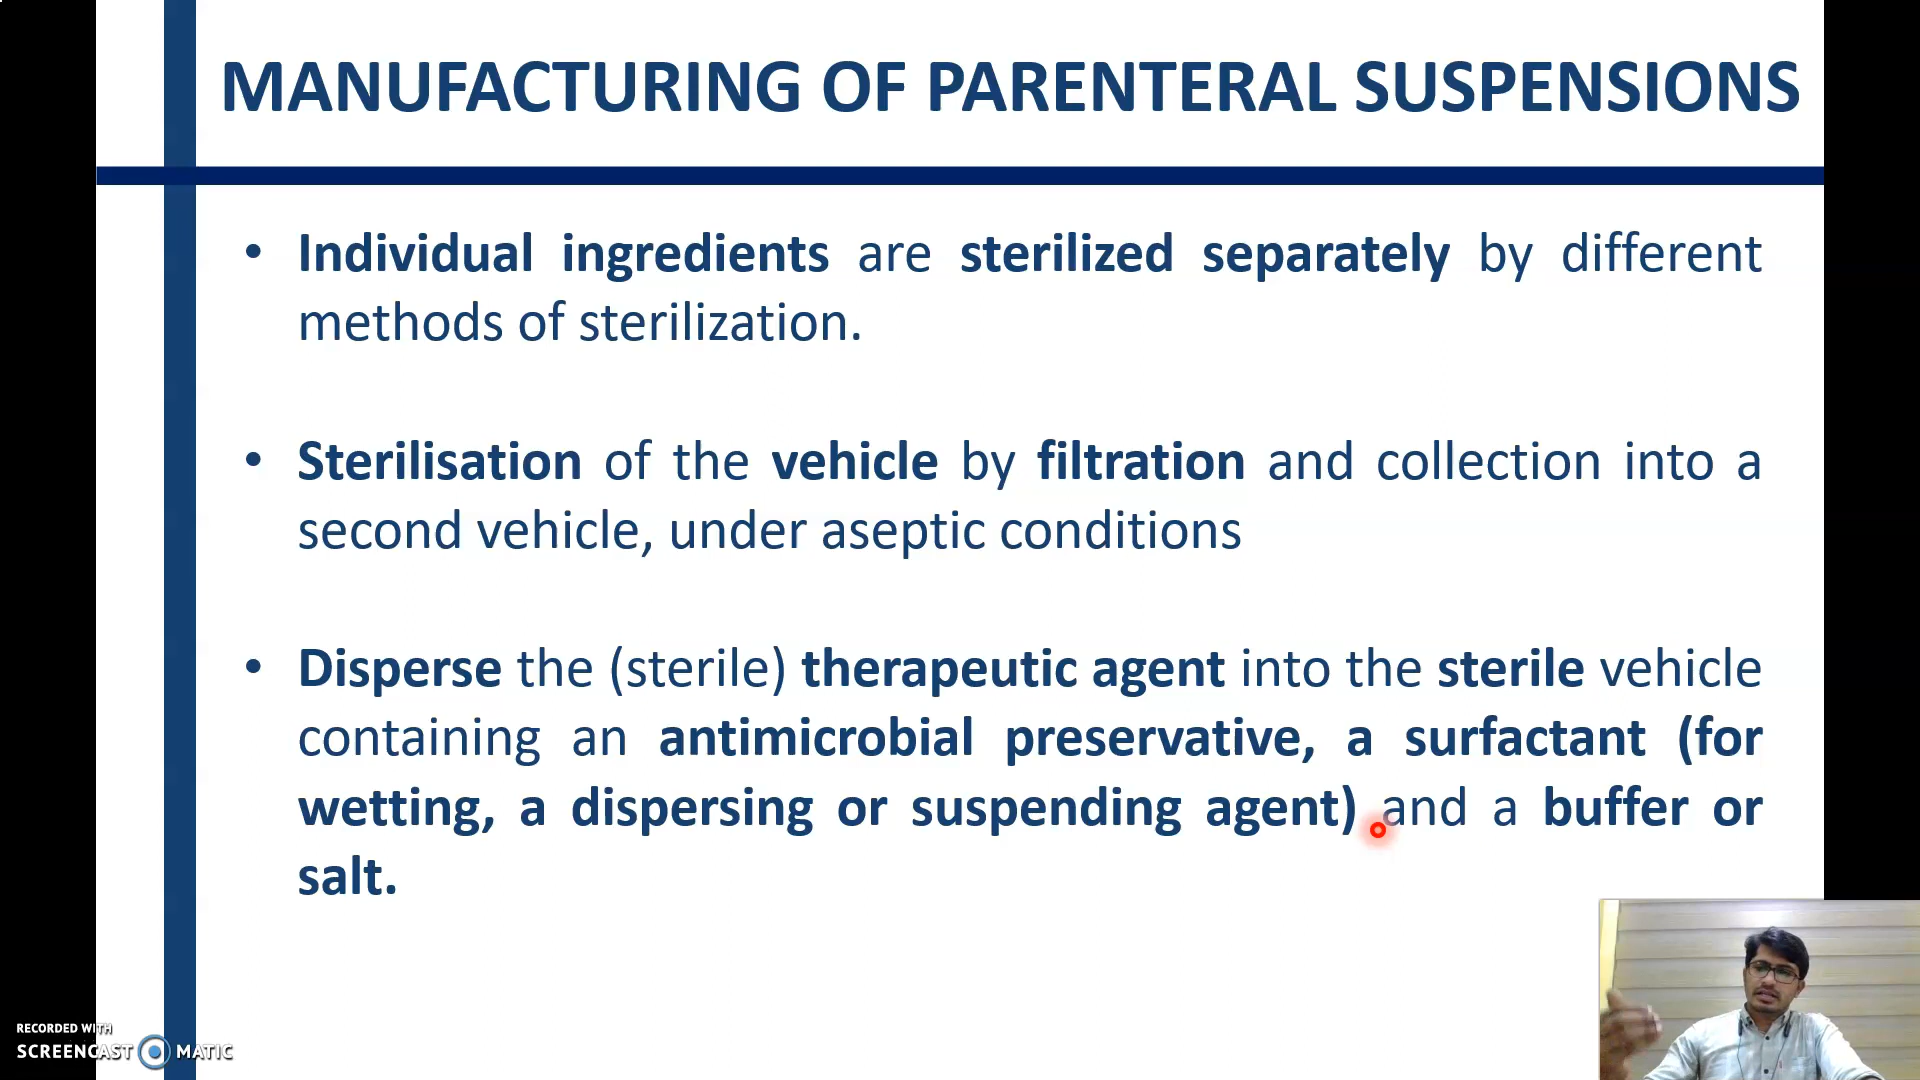 MANUFACTURING OF PARENTERAL SUSPENSIONS
• Individual ingredients are sterilized separately by different
methods of sterilization.
• Sterilisation of the vehicle by filtration and collection into a
second vehicle, under aseptic conditions
• Disperse the (sterile) therapeutic agent into the sterile vehicle
containing an antimicrobial preservative, a surfactant (for
wetting, a dispersing or suspending agent) and a buffer or
salt.
RECORDED WITH
SCREENCAST MATIC